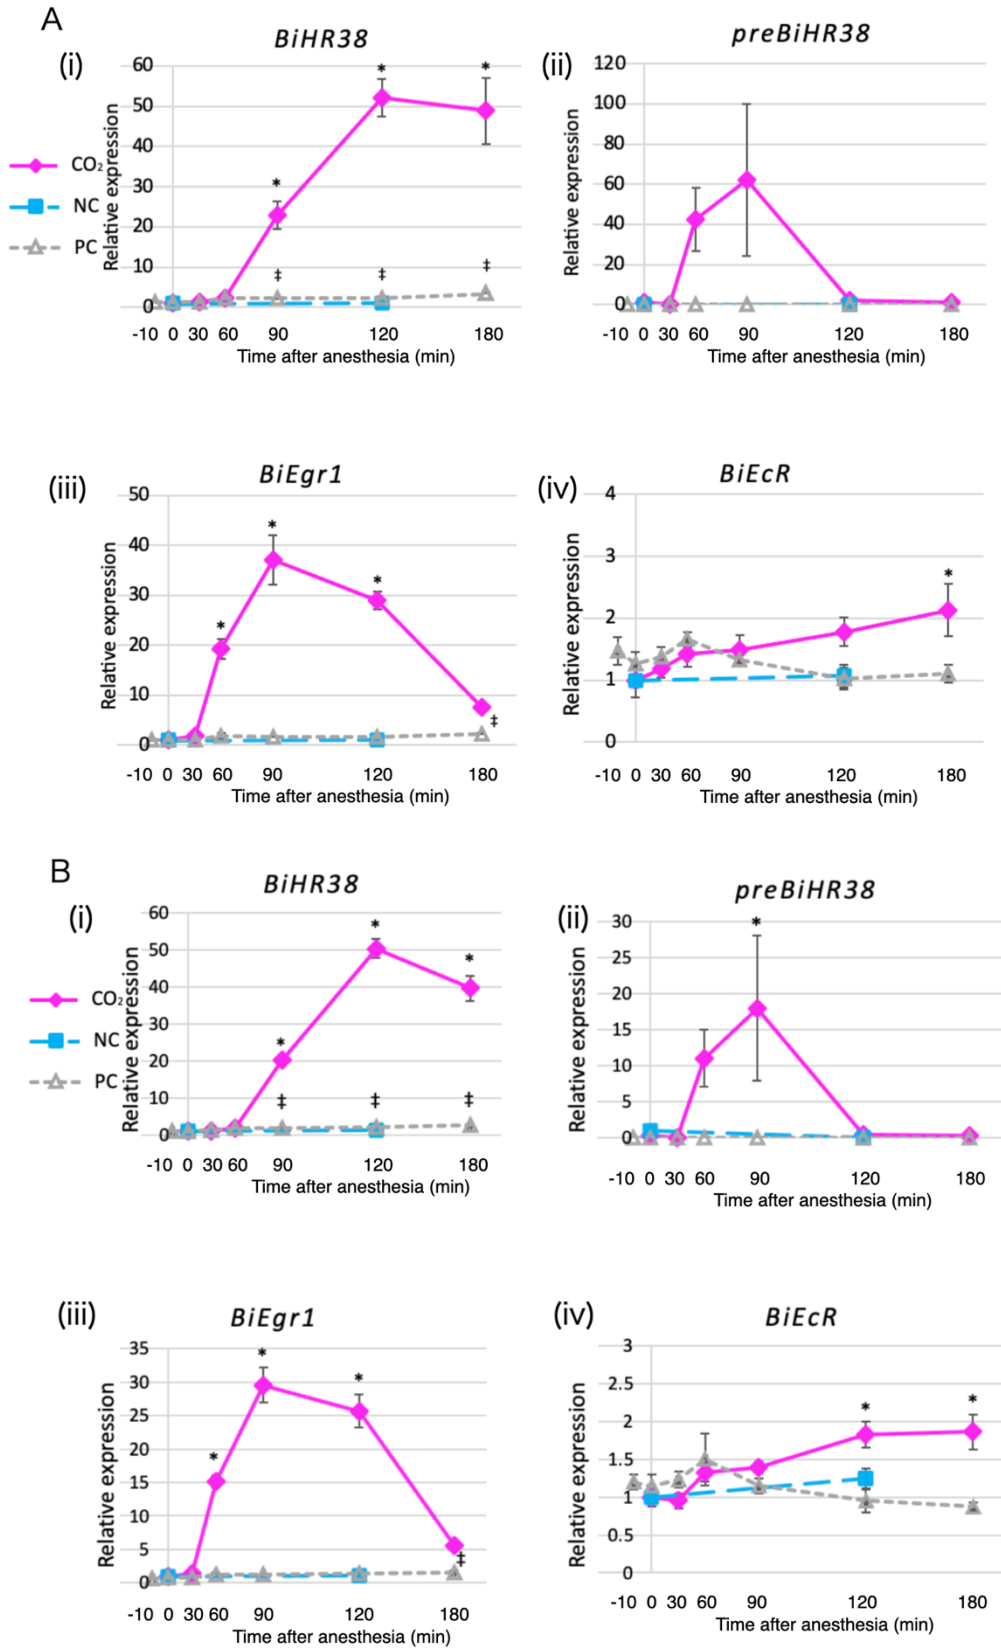 A
BiHR38
preBiHR38
(i)
(ii)
60
50
40
30
20
10
0
Relative expression
CO₂
NC
PC
*
*
*
‡
‡
‡
-10 0 30 60 90 120 180
Time after anesthesia (min)
120
100
80
60
40
20
0
Relative expression
-10 0 30 60 90 120 180
Time after anesthesia (min)
(iii)
BiEgr1
50
40
30
20
10
0
Relative expression
*
*
*
‡
-10 0 30 60 90 120 180
Time after anesthesia (min)
(iv)
BiEcR
4
3
2
1
0
Relative expression
*
-10 0 30 60 90 120 180
Time after anesthesia (min)
B
BiHR38
(i)
60
50
40
30
20
10
0
Relative expression
CO₂
NC
PC
*
*
*
‡
‡
‡
-10 0 30 60 90 120 180
Time after anesthesia (min)
preBiHR38
(ii)
30
25
20
15
10
5
0
Relative expression
*
-10 0 30 60 90 120 180
Time after anesthesia (min)
(iii)
BiEgr1
35
30
25
20
15
10
5
0
Relative expression
*
*
*
‡
-10 0 30 60 90 120 180
Time after anesthesia (min)
(iv)
BiEcR
3
2.5
2
1.5
1
0.5
0
Relative expression
*
*
-10 0 30 60 90 120 180
Time after anesthesia (min)